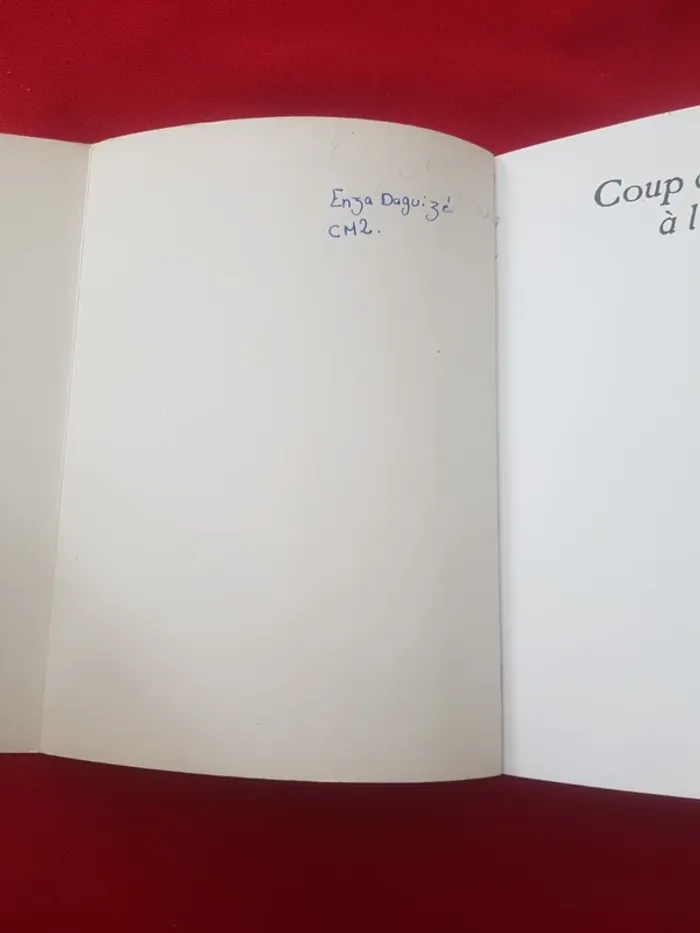 Enza Daguizé
CM2.
Coup
à l